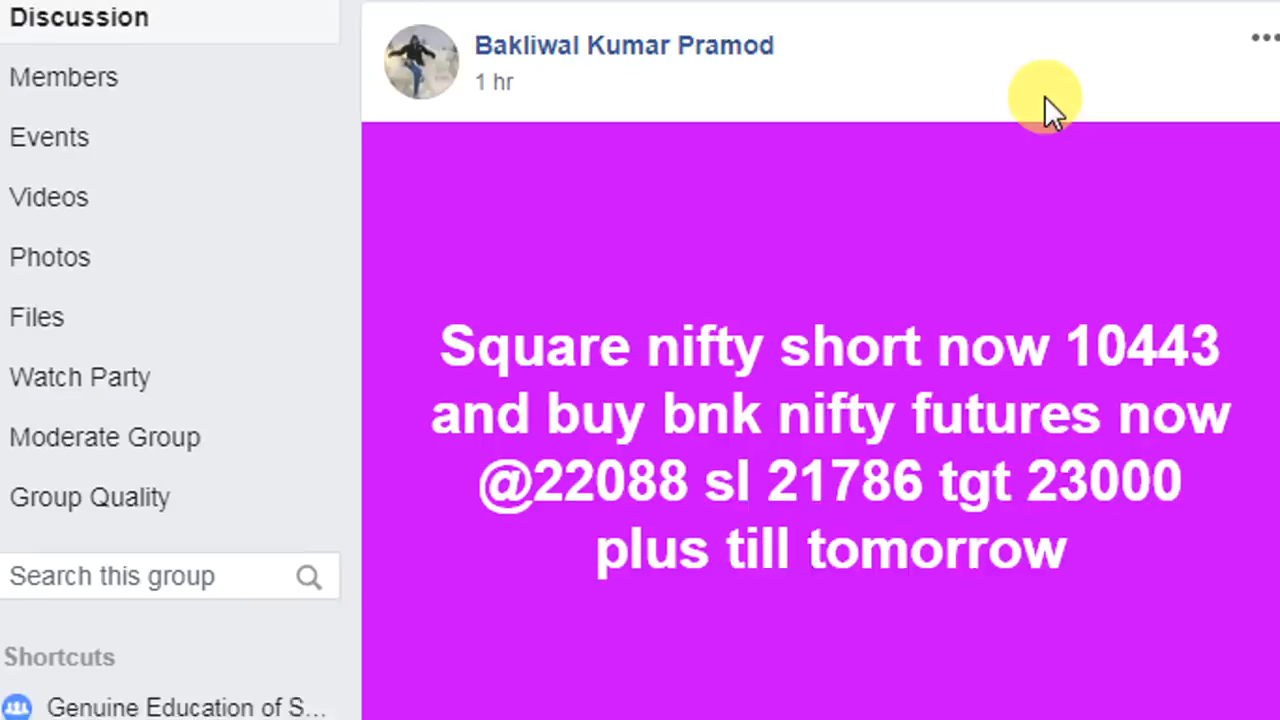 Discussion
Members
Events
Videos
Photos
Files
Watch Party
Moderate Group
Group Quality
Search this group
Shortcuts
Genuine Education of S...
Bakliwal Kumar Pramod
1 hr
Square nifty short now 10443
and buy bnk nifty futures now
@22088 sl 21786 tgt 23000
plus till tomorrow